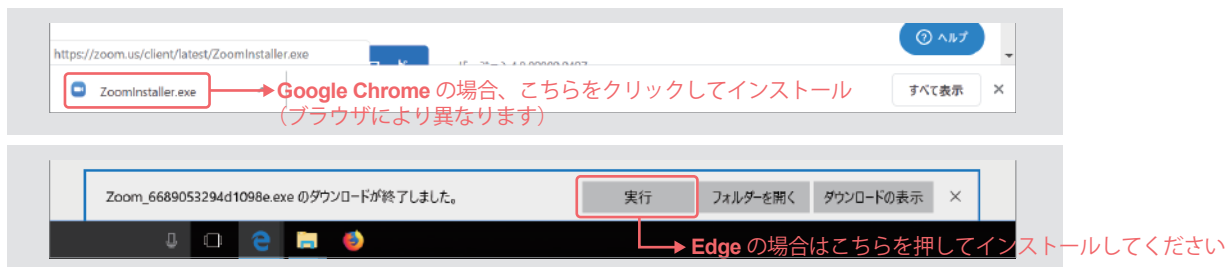 ? ヘルプ
https://zoom.us/client/latest/ZoomInstaller.exe
ZoomInstaller.exe
Google Chrome の場合、こちらをクリックしてインストール
(ブラウザにより異なります)
すべて表示 ×
Zoom_6689053294d1098e.exe のダウンロードが終了しました。 実行 フォルダーを開く ダウンロードの表示 ×
Edge の場合はこちらを押してインストールしてください